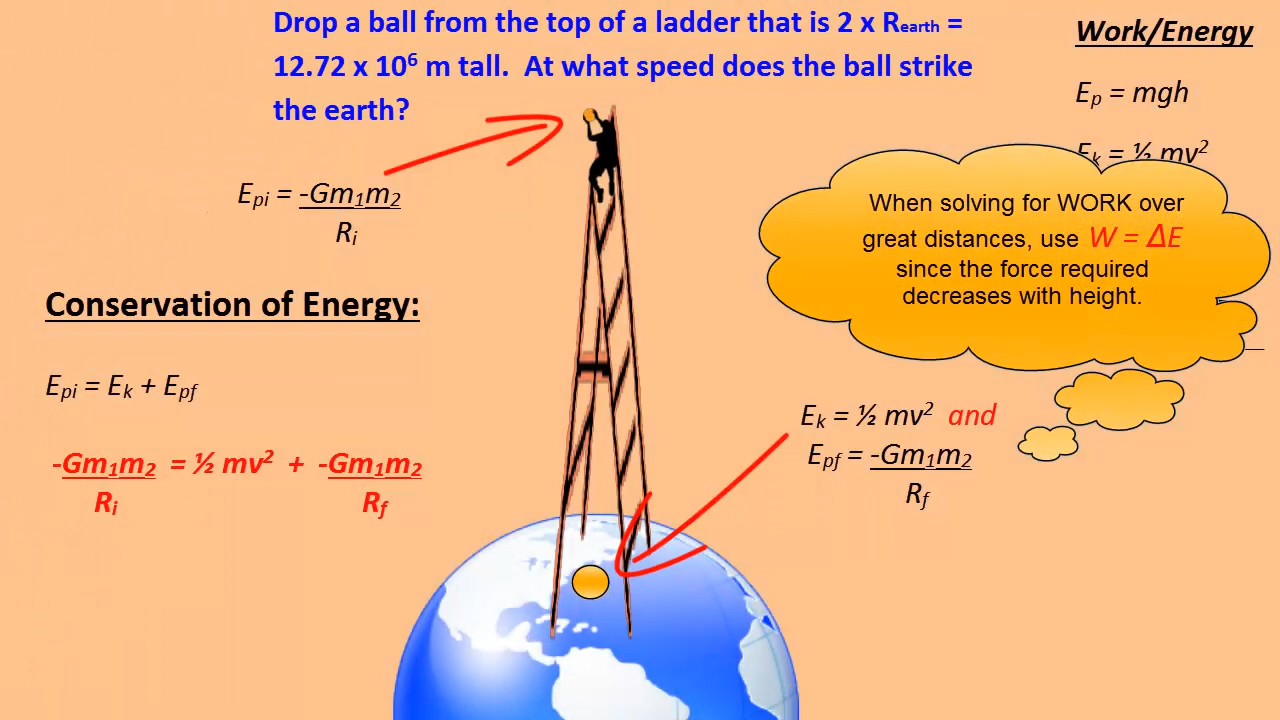 Drop a ball from the top of a ladder that is 2 x Rearth =
12.72 x 10⁶ m tall. At what speed does the ball strike
the earth?
Work/Energy
Ep = mgh
Ek = ½ mv²
When solving for WORK over
great distances, use W = ΔE
since the force required
decreases with height.
Epi = -Gm₁m₂
Ri
Conservation of Energy:
Epi = Ek + Epf
-Gm₁m₂ = ½ mv² + -Gm₁m₂
Ri Rf
Ek = ½ mv² and
Epf = -Gm₁m₂
Rf